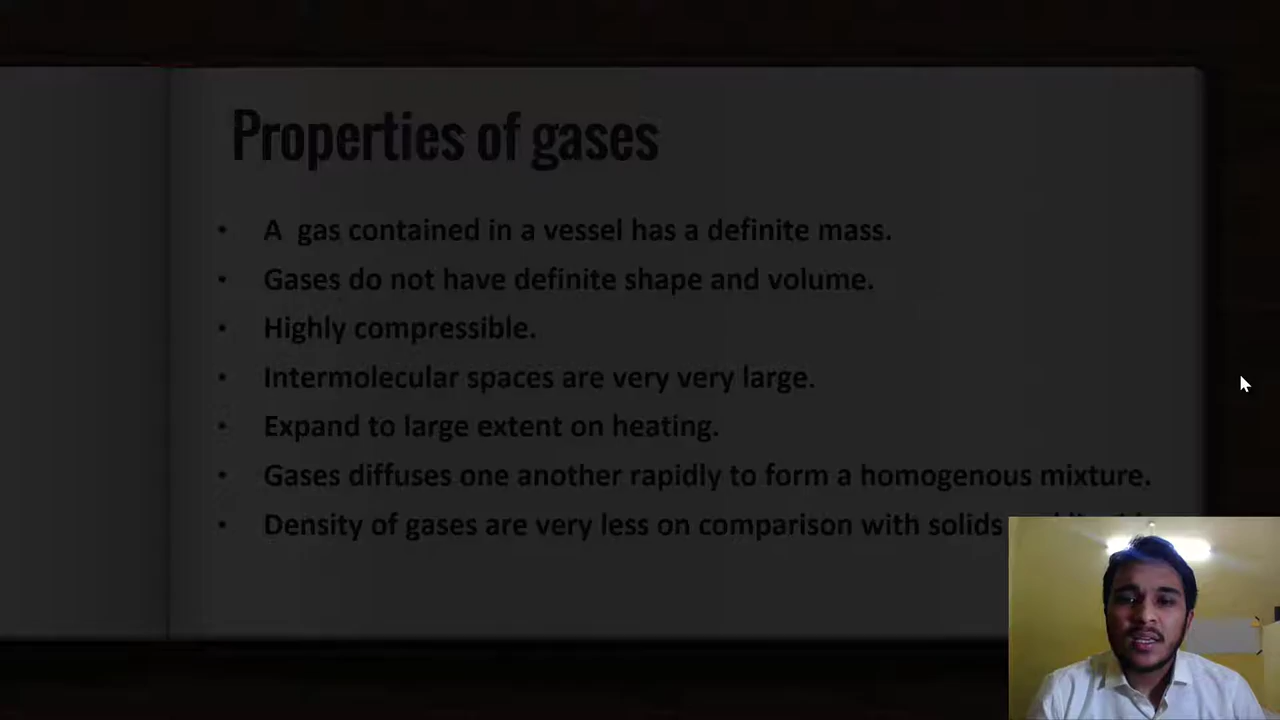 Properties of gases
• A gas contained in a vessel has a definite mass.
• Gases do not have definite shape and volume.
• Highly compressible.
• Intermolecular spaces are very very large.
• Expand to large extent on heating.
• Gases diffuses one another rapidly to form a homogenous mixture.
• Density of gases are very less on comparison with solids